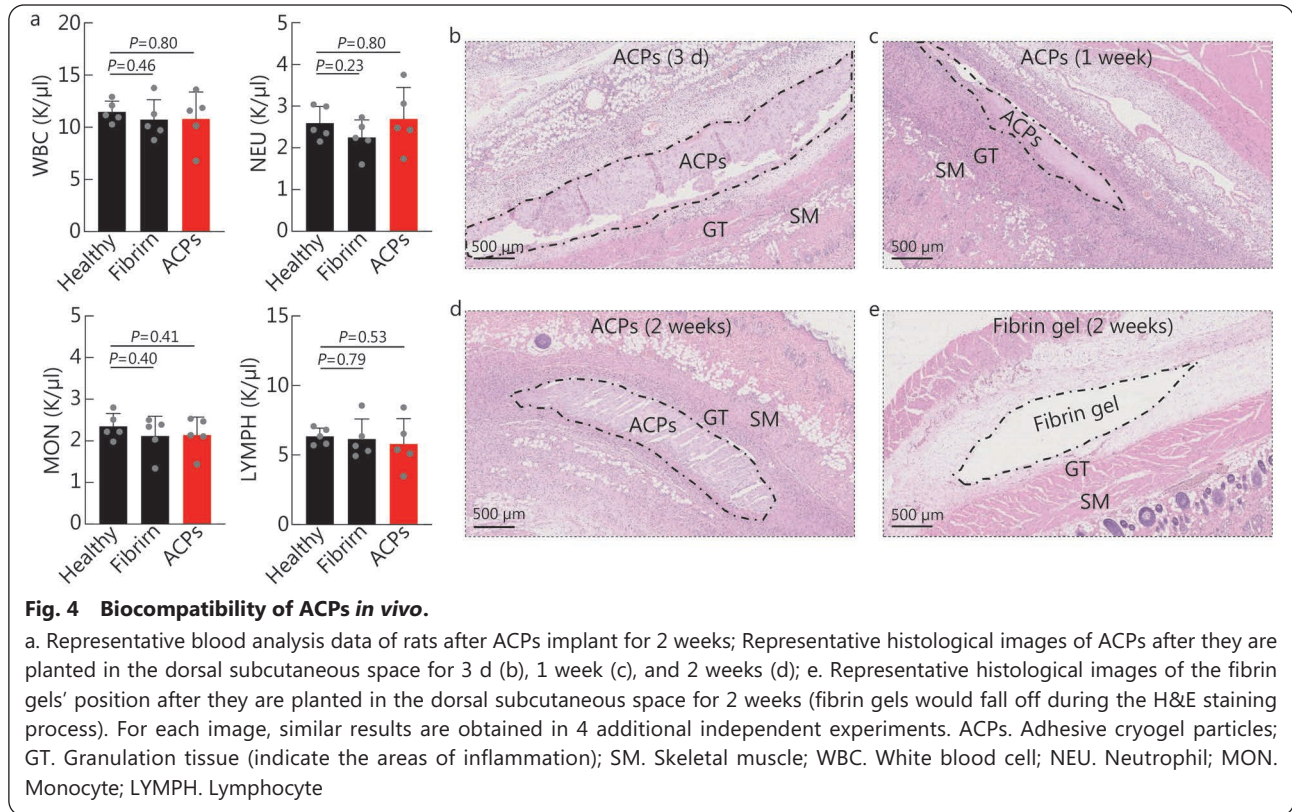 a
20
15
10
5
0
WBC (K/μl)
P=0.80
P=0.46
Healthy
Fibrirn
ACPs
6
5
4
3
2
1
0
NEU (K/μl)
P=0.80
P=0.23
Healthy
Fibrirn
ACPs
5
4
3
2
1
0
MON (K/μl)
P=0.41
P=0.40
Healthy
Fibrirn
ACPs
15
10
5
0
LYMPH (K/μl)
P=0.53
P=0.79
Healthy
Fibrirn
ACPs
b
ACPs (3 d)
ACPs
GT
SM
500 μm
c
ACPs (1 week)
ACPs
GT
SM
500 μm
d
ACPs (2 weeks)
ACPs
GT
SM
500 μm
e
Fibrin gel (2 weeks)
Fibrin gel
GT
SM
500 μm
Fig. 4 Biocompatibility of ACPs in vivo.
a. Representative blood analysis data of rats after ACPs implant for 2 weeks; Representative histological images of ACPs after they are
planted in the dorsal subcutaneous space for 3 d (b), 1 week (c), and 2 weeks (d); e. Representative histological images of the fibrin
gels’ position after they are planted in the dorsal subcutaneous space for 2 weeks (fibrin gels would fall off during the H&E staining
process). For each image, similar results are obtained in 4 additional independent experiments. ACPs. Adhesive cryogel particles;
GT. Granulation tissue (indicate the areas of inflammation); SM. Skeletal muscle; WBC. White blood cell; NEU. Neutrophil; MON.
Monocyte; LYMPH. Lymphocyte